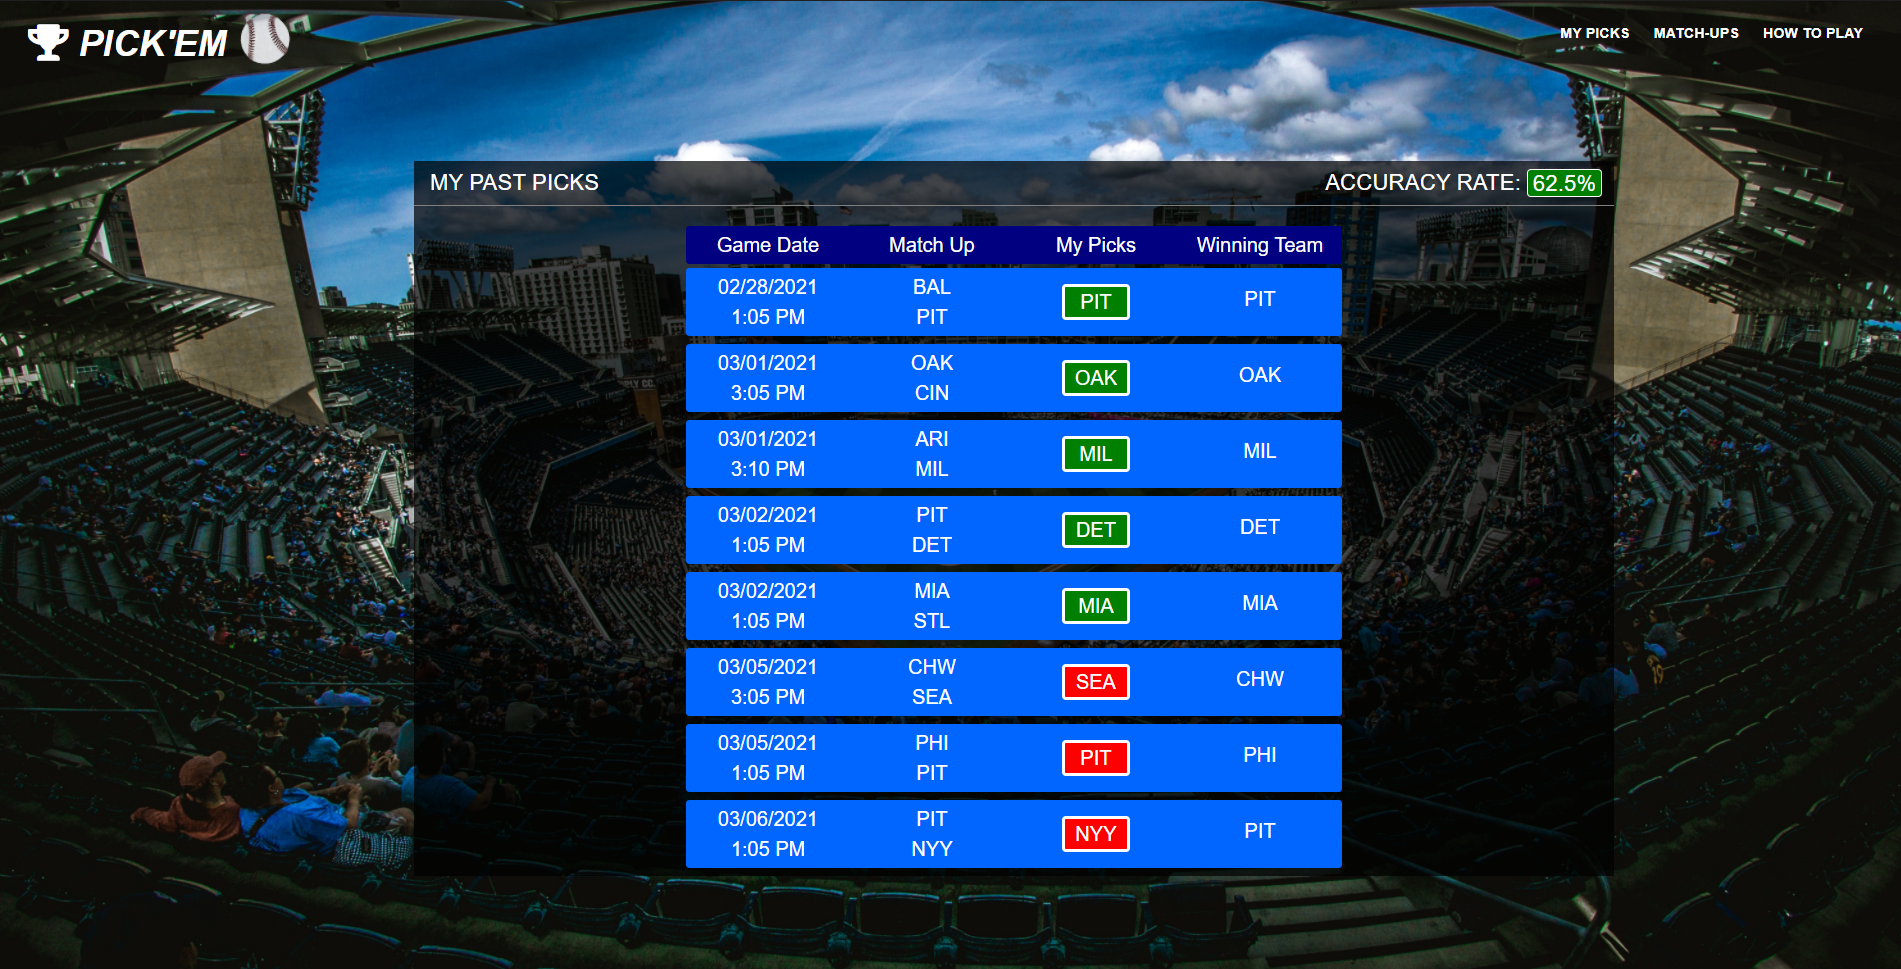 PICK'EM
MY PICKS MATCH-UPS HOW TO PLAY
MY PAST PICKS ACCURACY RATE: 62.5%
Game Date Match Up My Picks Winning Team
02/28/2021 BAL
1:05 PM PIT
PIT
PIT
03/01/2021 OAK
3:05 PM CIN
OAK
OAK
03/01/2021 ARI
3:10 PM MIL
MIL
MIL
03/02/2021 PIT
1:05 PM DET
DET
DET
03/02/2021 MIA
1:05 PM STL
MIA
MIA
03/05/2021 CHW
3:05 PM SEA
SEA
CHW
03/05/2021 PHI
1:05 PM PIT
PIT
PHI
03/06/2021 PIT
1:05 PM NYY
NYY
PIT